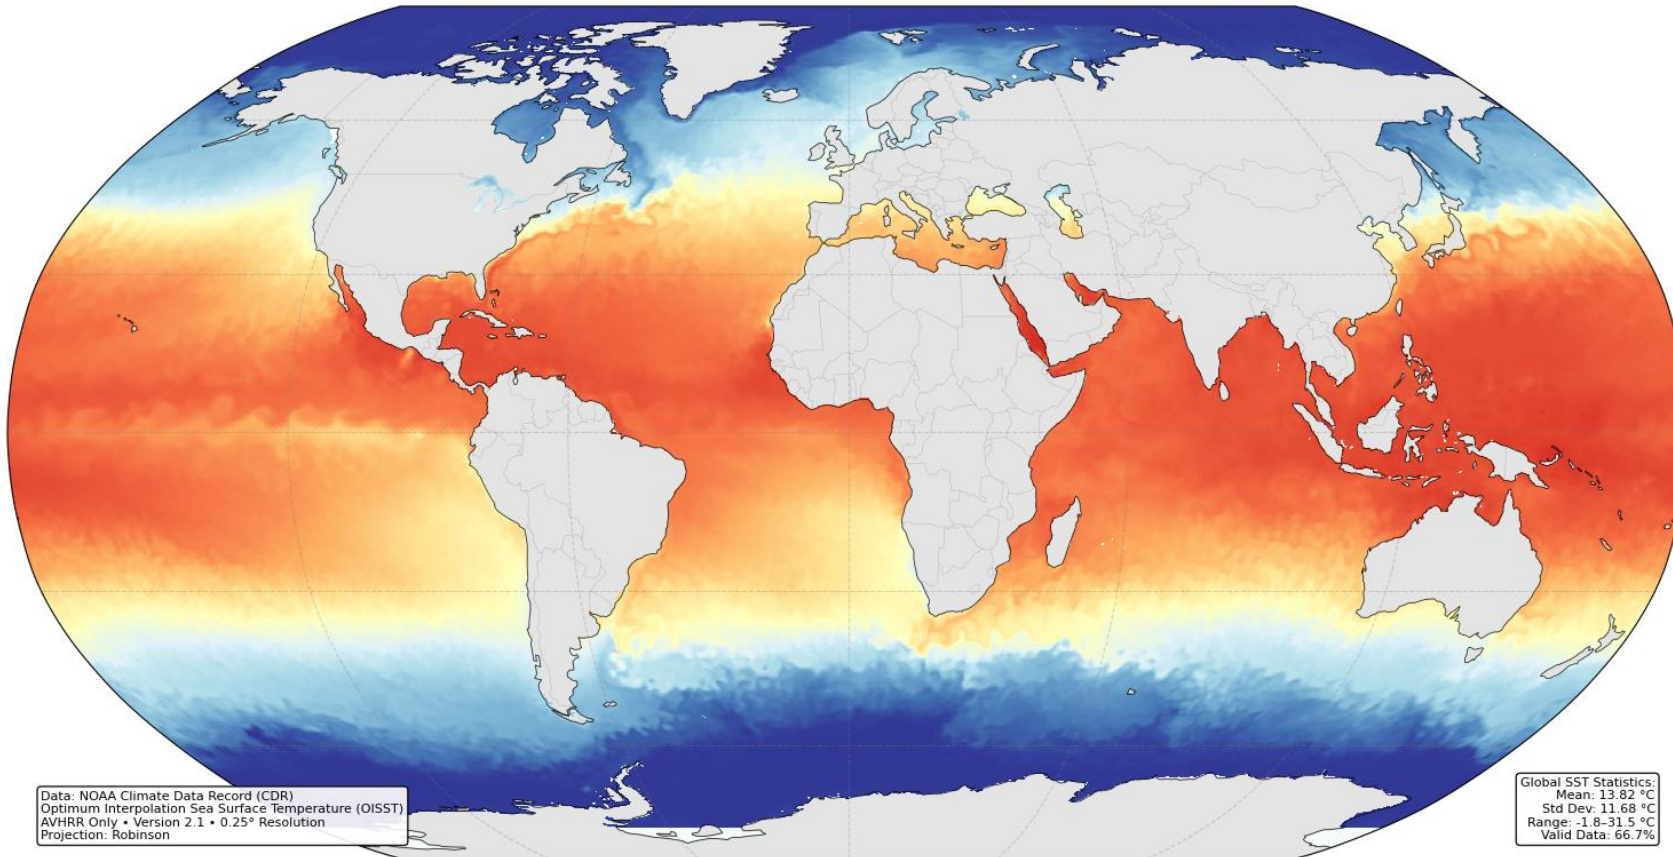 Data: NOAA Climate Data Record (CDR)
Optimum Interpolation Sea Surface Temperature (OISST)
AVHRR Only • Version 2.1 • 0.25° Resolution
Projection: Robinson
Global SST Statistics:
Mean: 13.82 °C
Std Dev: 11.68 °C
Range: -1.8–31.5 °C
Valid Data: 66.7%